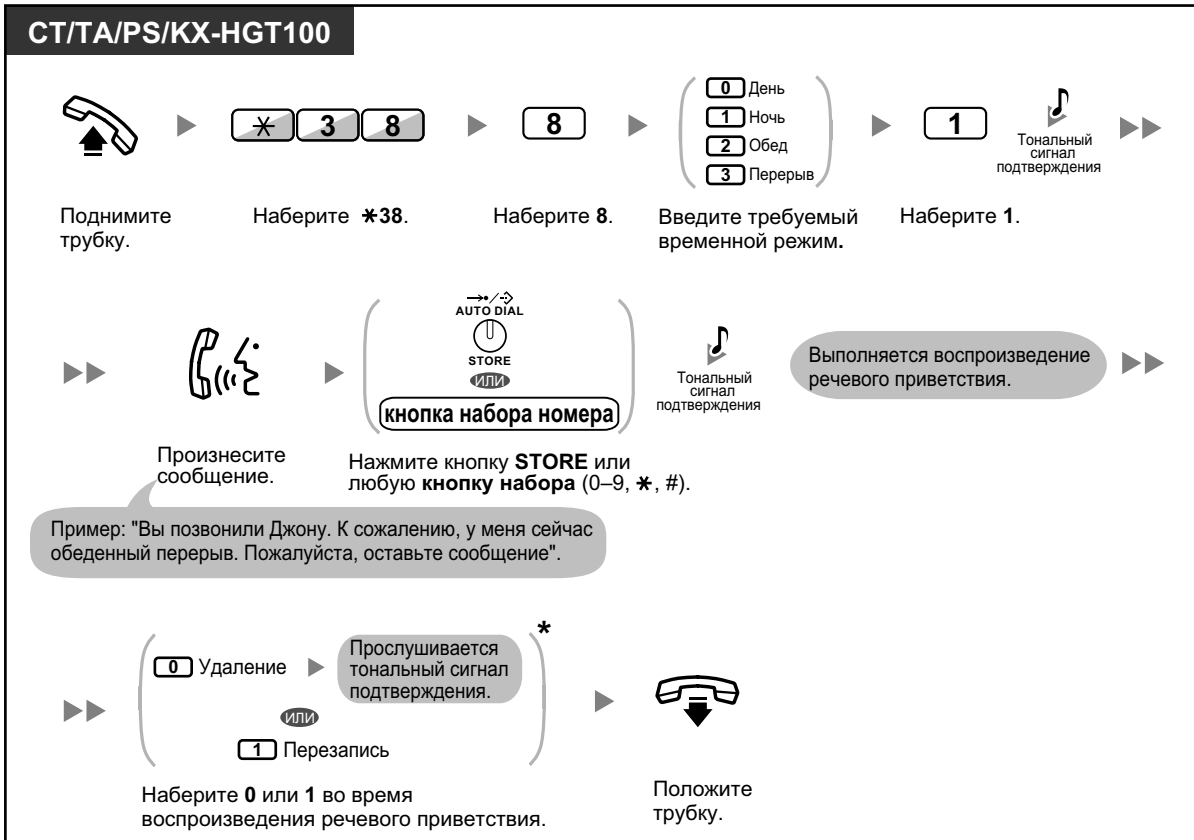 CT/TA/PS/KX-HGT100
✳ 3 8
8
0 День
1 Ночь
2 Обед
3 Перерыв
1
Тональный
сигнал
подтверждения
Поднимите
трубку.
Наберите ✳38.
Наберите 8.
Введите требуемый
временной режим.
Наберите 1.
AUTO DIAL
STORE
ИЛИ
кнопка набора номера
Тональный
сигнал
подтверждения
Выполняется воспроизведение
речевого приветствия.
Произнесите
сообщение.
Нажмите кнопку STORE или
любую кнопку набора (0–9, ✳, #).
Пример: "Вы позвонили Джону. К сожалению, у меня сейчас
обеденный перерыв. Пожалуйста, оставьте сообщение".
0 Удаление
Прослушивается
тональный сигнал
подтверждения.
*
ИЛИ
1 Перезапись
Наберите 0 или 1 во время
воспроизведения речевого приветствия.
Положите
трубку.